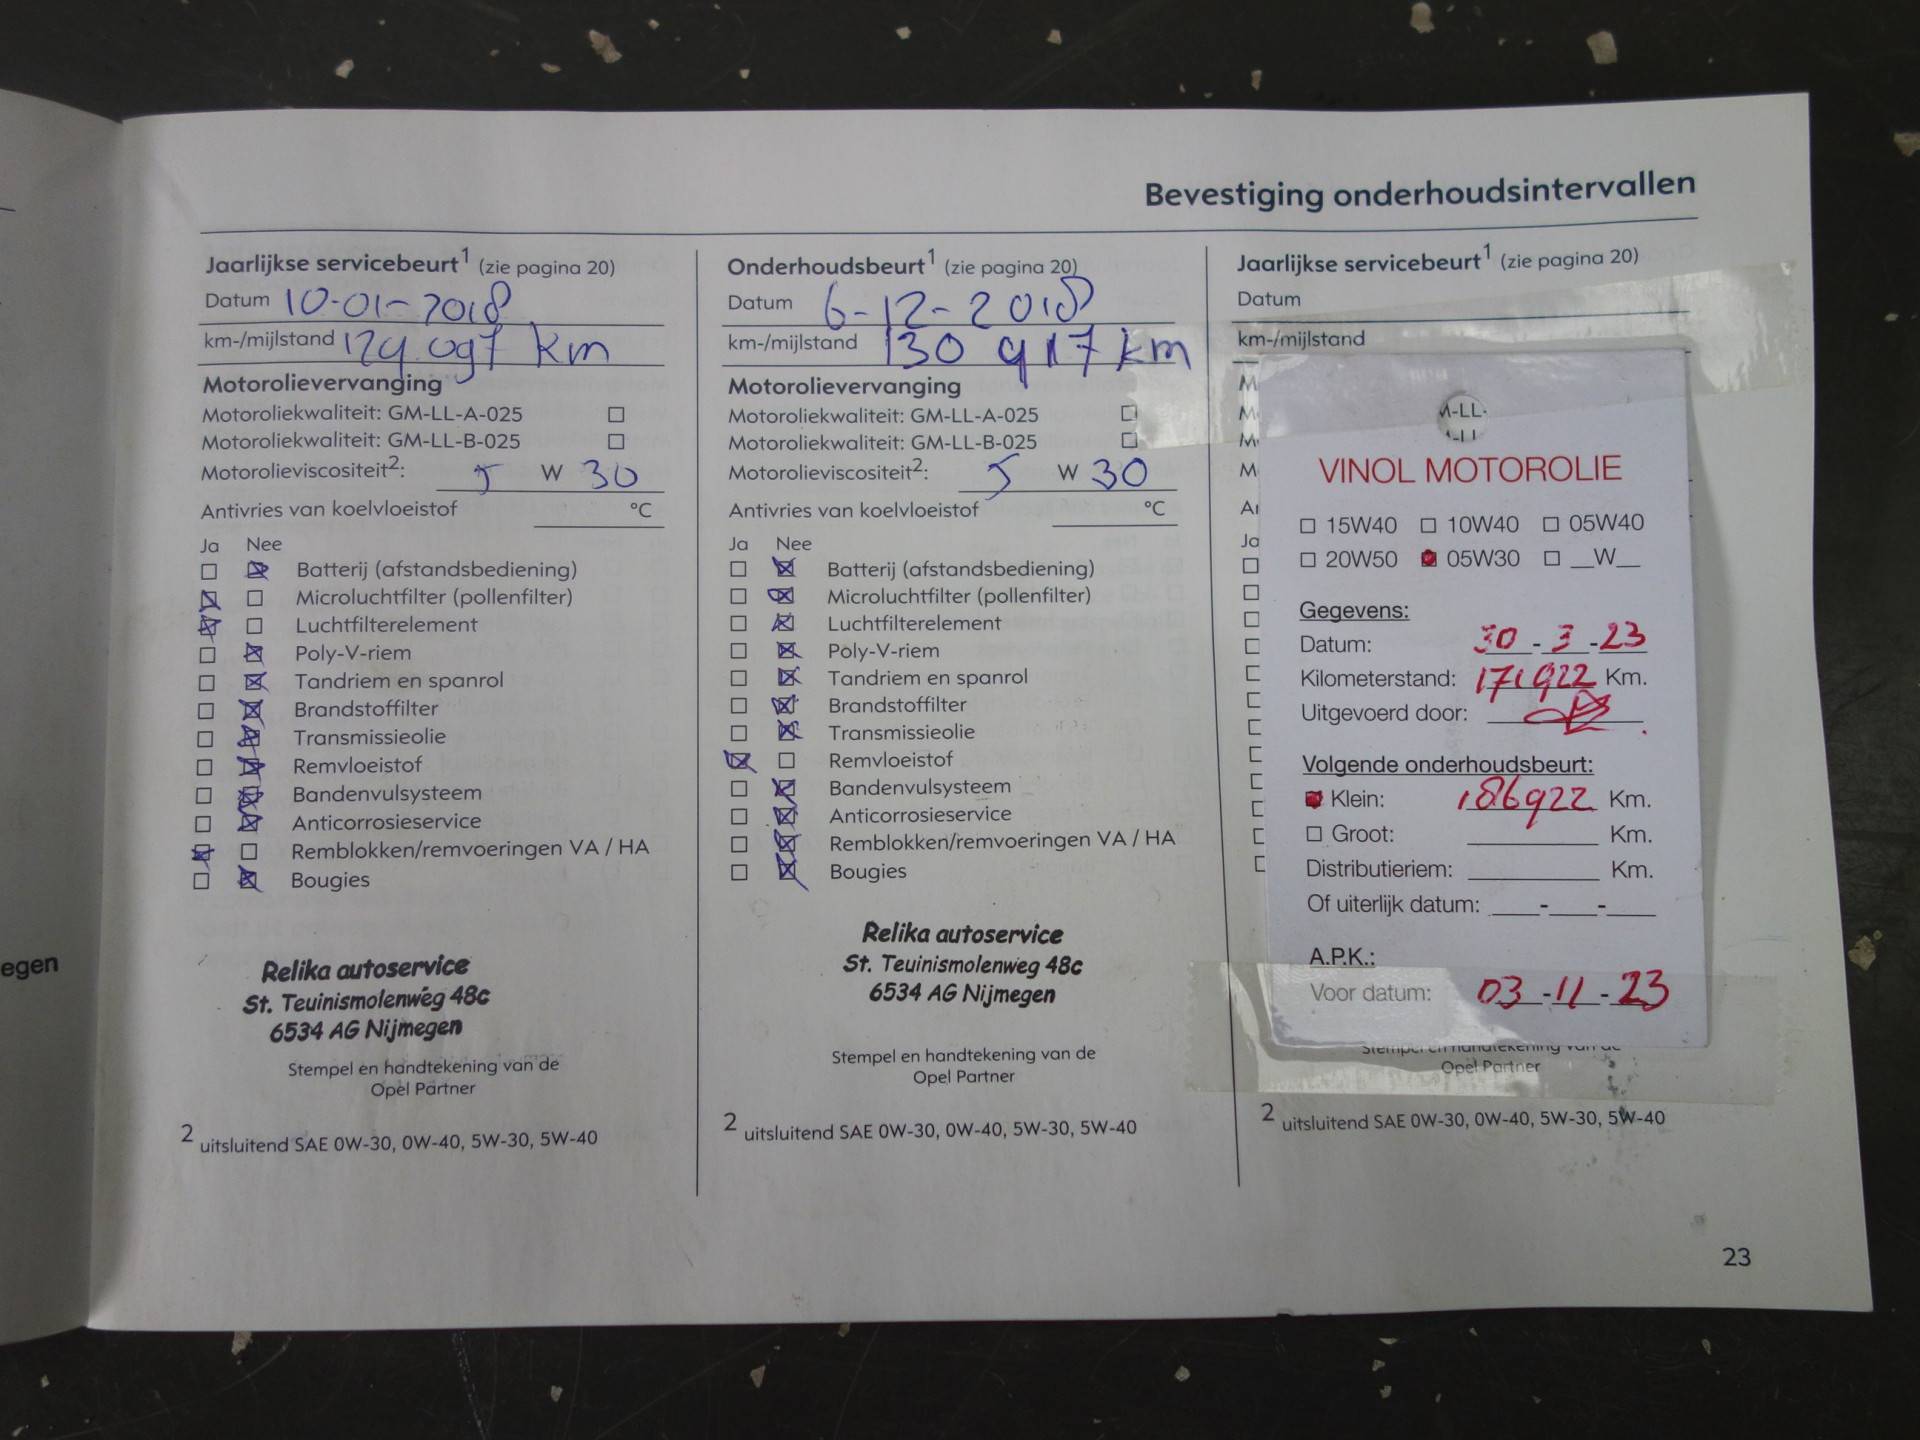 egen
Bevestiging onderhoudsintervallen
Jaarlijkse servicebeurt¹ (zie pagina 20)
Datum 10-01-2018
km-/mijlstand 129.097 km
Motorolievervanging
Motoroliekwaliteit: GM-LL-A-025 ☐
Motoroliekwaliteit: GM-LL-B-025 ☐
Motorolieviscositeit²: 5 W 30
Antivries van koelvloeistof °C
Ja Nee
☐ ☒ Batterij (afstandsbediening)
☒ ☐ Microluchtfilter (pollenfilter)
☒ ☐ Luchtfilterelement
☐ ☒ Poly-V-riem
☐ ☒ Tandriem en spanrol
☐ ☒ Brandstoffilter
☐ ☒ Transmissieolie
☐ ☒ Remvloeistof
☐ ☒ Bandenvulsysteem
☐ ☒ Anticorrosieservice
☒ ☐ Remblokken/remvoeringen VA / HA
☐ ☒ Bougies
Relika autoservice
St. Teuinismolenweg 48c
6534 AG Nijmegen
Stempel en handtekening van de
Opel Partner
2 uitsluitend SAE 0W-30, 0W-40, 5W-30, 5W-40
Onderhoudsbeurt¹ (zie pagina 20)
Datum 6-12-2018
km-/mijlstand 130 917 km
Motorolievervanging
Motoroliekwaliteit: GM-LL-A-025 ☐
Motoroliekwaliteit: GM-LL-B-025 ☐
Motorolieviscositeit²: 5 W 30
Antivries van koelvloeistof °C
Ja Nee
☐ ☒ Batterij (afstandsbediening)
☐ ☒ Microluchtfilter (pollenfilter)
☐ ☒ Luchtfilterelement
☐ ☒ Poly-V-riem
☐ ☒ Tandriem en spanrol
☐ ☒ Brandstoffilter
☐ ☒ Transmissieolie
☒ ☐ Remvloeistof
☐ ☒ Bandenvulsysteem
☐ ☒ Anticorrosieservice
☐ ☒ Remblokken/remvoeringen VA / HA
☐ ☒ Bougies
Relika autoservice
St. Teuinismolenweg 48c
6534 AG Nijmegen
Stempel en handtekening van de
Opel Partner
2 uitsluitend SAE 0W-30, 0W-40, 5W-30, 5W-40
Jaarlijkse servicebeurt¹ (zie pagina 20)
Datum
km-/mijlstand
Ja
VINOL MOTOROLIE
☐ 15W40 ☐ 10W40 ☐ 05W40
☐ 20W50 ☒ 05W30 ☐ __W__
Gegevens:
Datum: 30 - 3 - 23
Kilometerstand: 171922 Km.
Uitgevoerd door:
Volgende onderhoudsbeurt:
☒ Klein: 186922 Km.
☐ Groot: Km.
Distributieriem: Km.
Of uiterlijk datum: ___-___-___
A.P.K.:
Voor datum: 03 - 11 - 23
Stempel en handtekening van de
Opel Partner
2 uitsluitend SAE 0W-30, 0W-40, 5W-30, 5W-40
23